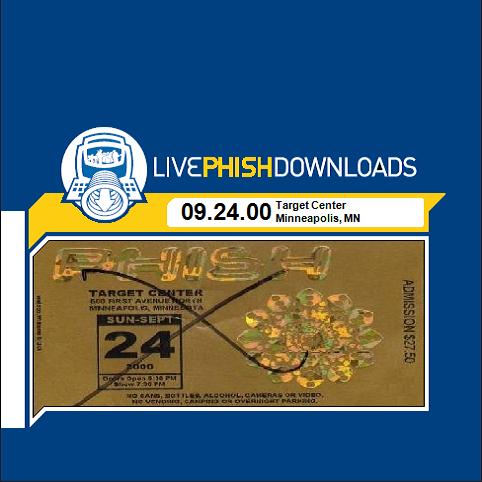 LIVEPHISHDOWNLOADS
09.24.00
Target Center
Minneapolis, MN
PHISH
TARGET CENTER
600 FIRST AVENUE NORTH
MINNEAPOLIS, MINNESOTA
SUN-SEPT
24
2000
Doors Open 6:30 PM
Show 7:30 PM
NO CANS, BOTTLES, ALCOHOL, CAMERAS OR VIDEO.
NO VENDING, CAMPING OR OVERNIGHT PARKING.
ADMISSION $27.50